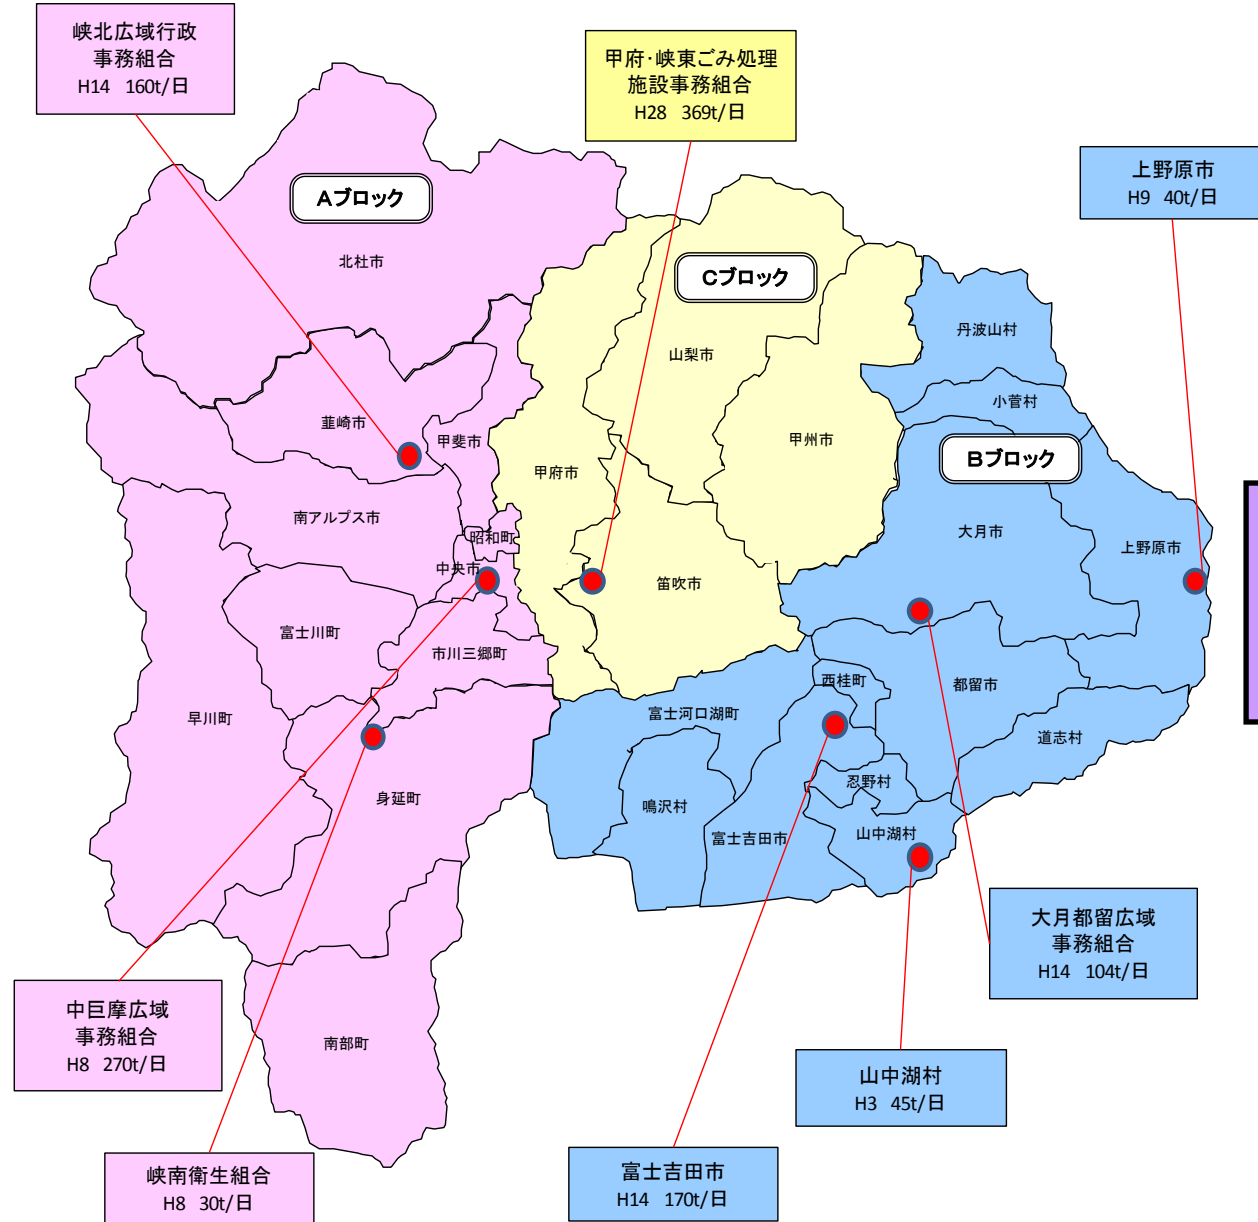 峡北広域行政
事務組合
H14 160t/日
甲府・峡東ごみ処理
施設事務組合
H28 369t/日
上野原市
H9 40t/日
Aブロック
北杜市
Cブロック
丹波山村
山梨市
小菅村
韮崎市
甲斐市
甲州市
Bブロック
甲府市
南アルプス市
昭和町
大月市
上野原市
中央市
笛吹市
富士川町
市川三郷町
西桂町
都留市
早川町
富士河口湖町
道志村
身延町
忍野村
鳴沢村
富士吉田市
山中湖村
大月都留広域
事務組合
H14 104t/日
中巨摩広域
事務組合
H8 270t/日
南部町
山中湖村
H3 45t/日
峡南衛生組合
H8 30t/日
富士吉田市
H14 170t/日